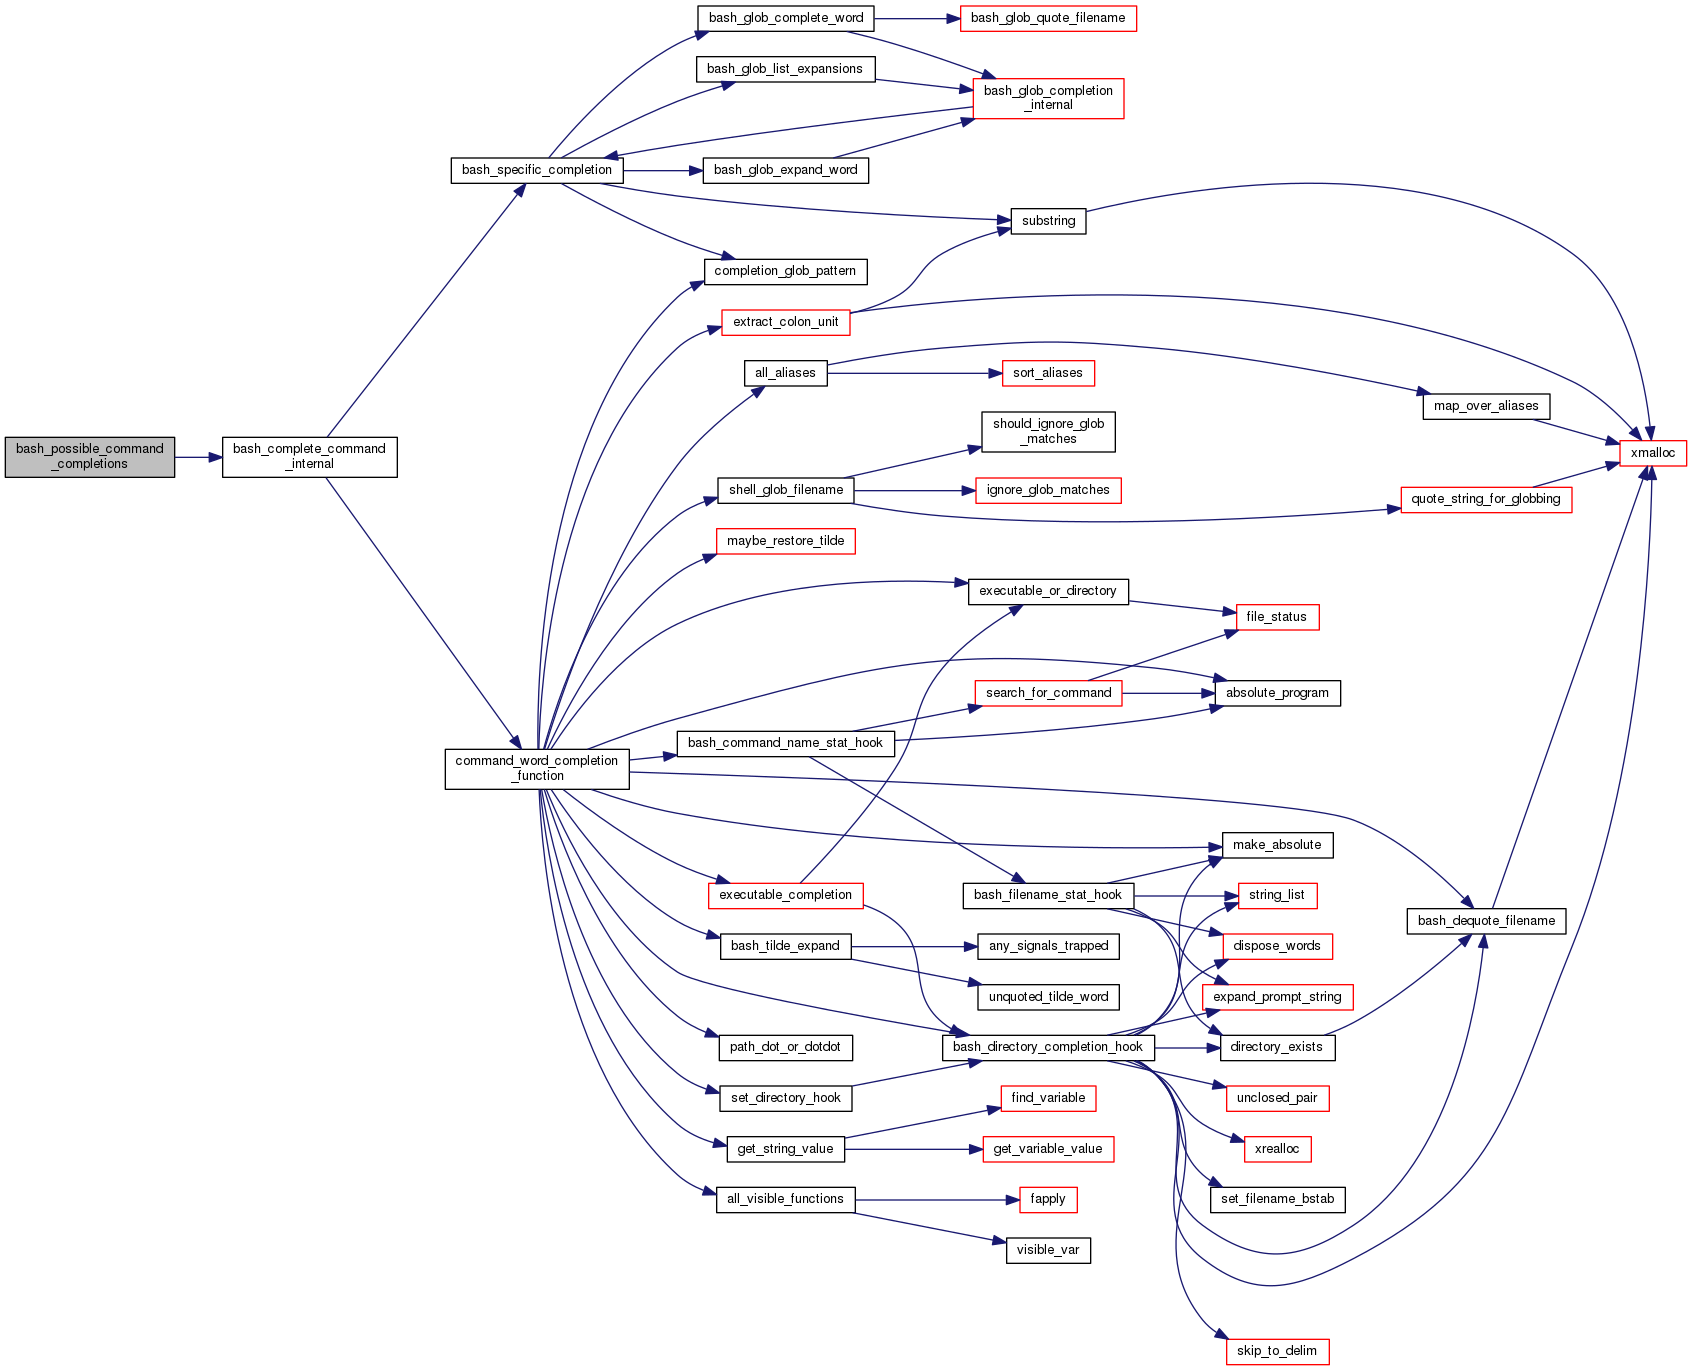 bash_glob_complete_word
bash_glob_quote_filename
bash_glob_list_expansions
bash_glob_completion
_internal
bash_specific_completion
bash_glob_expand_word
substring
completion_glob_pattern
extract_colon_unit
all_aliases
sort_aliases
map_over_aliases
should_ignore_glob
_matches
bash_possible_command
_completions
bash_complete_command
_internal
xmalloc
shell_glob_filename
ignore_glob_matches
quote_string_for_globbing
maybe_restore_tilde
executable_or_directory
file_status
search_for_command
absolute_program
bash_command_name_stat_hook
command_word_completion
_function
make_absolute
executable_completion
bash_filename_stat_hook
string_list
bash_dequote_filename
bash_tilde_expand
any_signals_trapped
dispose_words
unquoted_tilde_word
expand_prompt_string
path_dot_or_dotdot
bash_directory_completion_hook
directory_exists
set_directory_hook
find_variable
unclosed_pair
get_string_value
get_variable_value
xrealloc
all_visible_functions
fapply
set_filename_bstab
visible_var
skip_to_delim